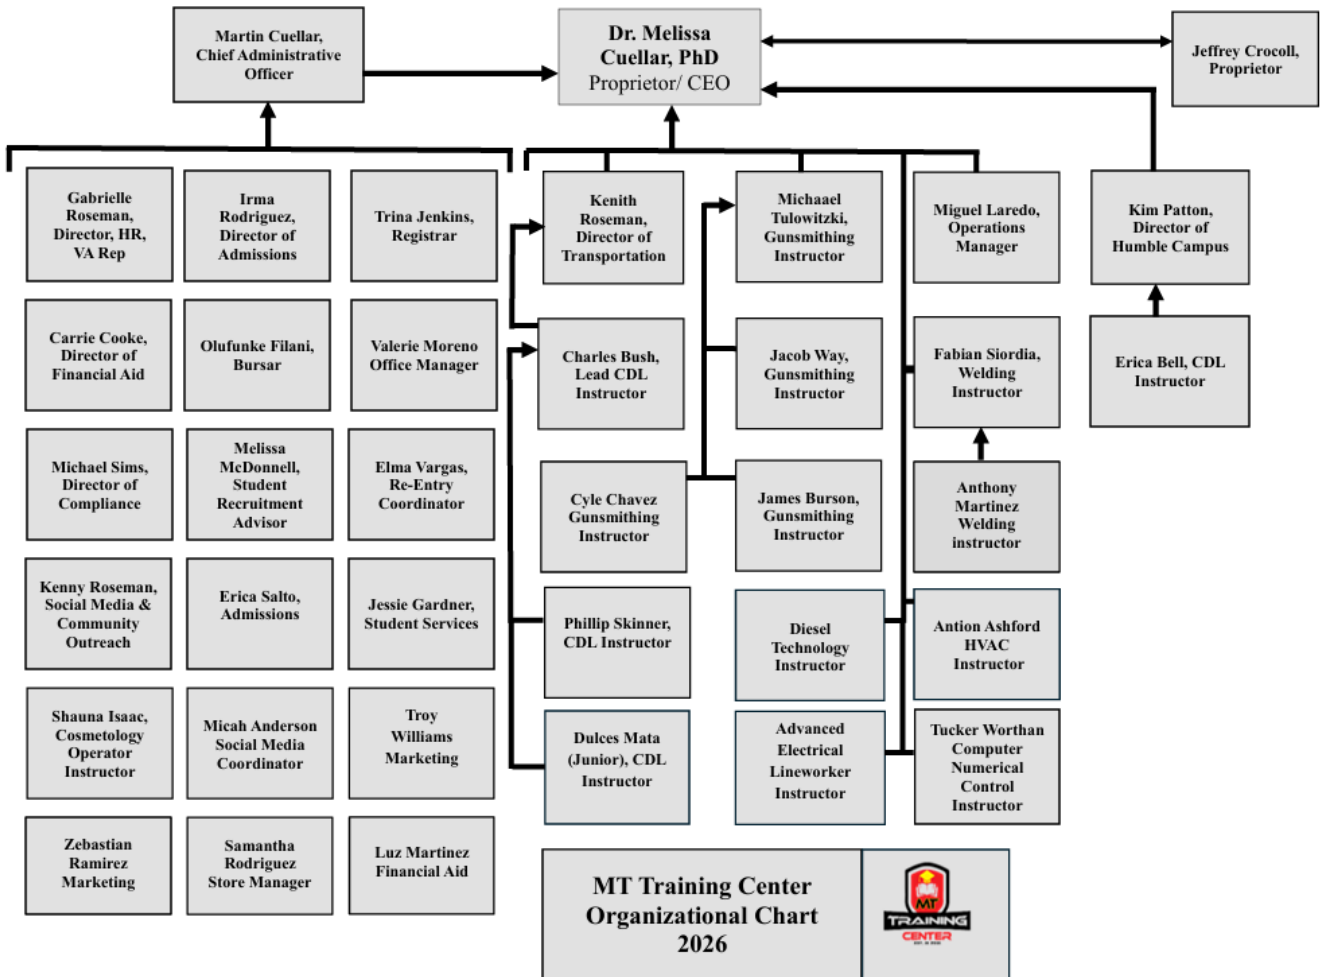 Martin Cuellar,
Chief Administrative
Officer
Dr. Melissa
Cuellar, PhD
Proprietor/ CEO
Jeffrey Crocoll,
Proprietor
Gabrielle
Roseman,
Director, HR,
VA Rep
Irma
Rodriguez,
Director of
Admissions
Trina Jenkins,
Registrar
Kenith
Roseman,
Director of
Transportation
Michaael
Tulowitzki,
Gunsmithing
Instructor
Miguel Laredo,
Operations
Manager
Kim Patton,
Director of
Humble Campus
Carrie Cooke,
Director of
Financial Aid
Olufunke Filani,
Bursar
Valerie Moreno
Office Manager
Charles Bush,
Lead CDL
Instructor
Jacob Way,
Gunsmithing
Instructor
Fabian Siordia,
Welding
Instructor
Erica Bell, CDL
Instructor
Michael Sims,
Director of
Compliance
Melissa
McDonnell,
Student
Recruitment
Advisor
Elma Vargas,
Re-Entry
Coordinator
Cyle Chavez
Gunsmithing
Instructor
James Burson,
Gunsmithing
Instructor
Anthony
Martinez
Welding
instructor
Kenny Roseman,
Social Media &
Community
Outreach
Erica Salto,
Admissions
Jessie Gardner,
Student Services
Phillip Skinner,
CDL Instructor
Diesel
Technology
Instructor
Antion Ashford
HVAC
Instructor
Shauna Isaac,
Cosmetology
Operator
Instructor
Micah Anderson
Social Media
Coordinator
Troy
Williams
Marketing
Dulces Mata
(Junior), CDL
Instructor
Advanced
Electrical
Lineworker
Instructor
Tucker Worthan
Computer
Numerical
Control
Instructor
Zebastian
Ramirez
Marketing
Samantha
Rodriguez
Store Manager
Luz Martinez
Financial Aid
MT Training Center
Organizational Chart
2026
MT
TRAINING
CENTER